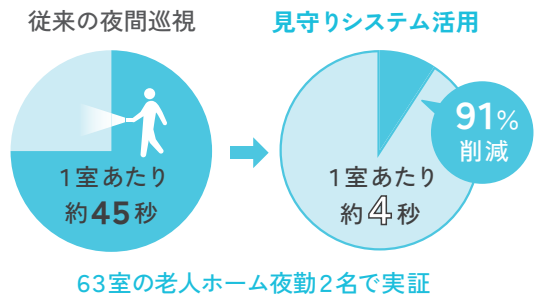 従来の夜間巡視
1室あたり
約45秒
見守りシステム活用
91%
削減
1室あたり
約4秒
63室の老人ホーム夜勤2名で実証